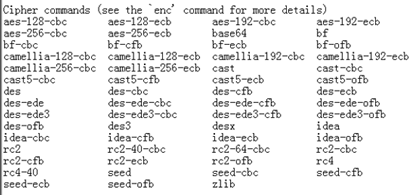 Cipher commands (see the `enc' command for more details)
aes-128-cbc aes-128-ecb aes-192-cbc aes-192-ecb
aes-256-cbc aes-256-ecb base64 bf
bf-cbc bf-cfb bf-ecb bf-ofb
camellia-128-cbc camellia-128-ecb camellia-192-cbc camellia-192-ecb
camellia-256-cbc camellia-256-ecb cast cast-cbc
cast5-cbc cast5-cfb cast5-ecb cast5-ofb
des des-cbc des-cfb des-ecb
des-ede des-ede-cbc des-ede-cfb des-ede-ofb
des-ede3 des-ede3-cbc des-ede3-cfb des-ede3-ofb
des-ofb des3 desx idea
idea-cbc idea-cfb idea-ecb idea-ofb
rc2 rc2-40-cbc rc2-64-cbc rc2-cbc
rc2-cfb rc2-ecb rc2-ofb rc4
rc4-40 seed seed-cbc seed-cfb
seed-ecb seed-ofb zlib